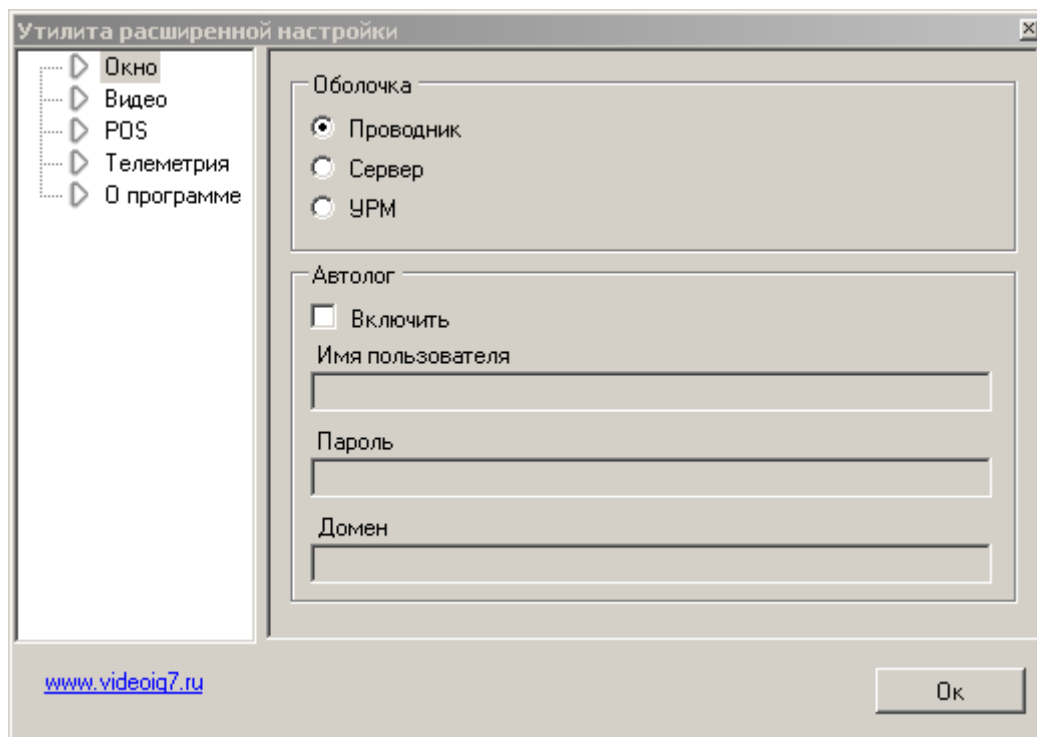 Утилита расширенной настройки
Окно
Видео
POS
Телеметрия
О программе
Оболочка
Проводник
Сервер
УРМ
Автолог
Включить
Имя пользователя
Пароль
Домен
www.videoiq7.ru
Ок